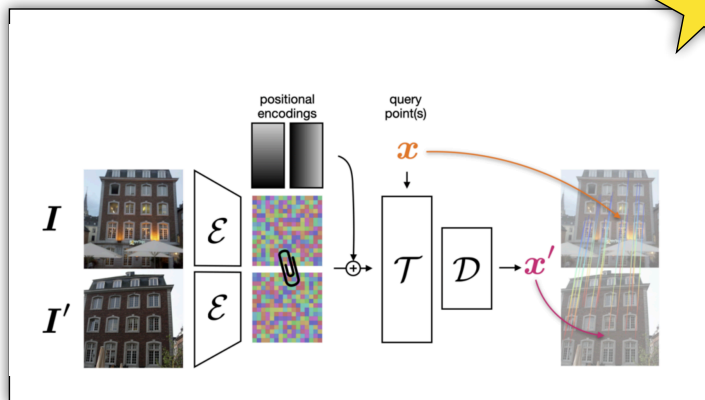 positional
encodings
query
point(s)
x
I
ℰ
+
𝒯
𝒟
x′
I′
ℰ